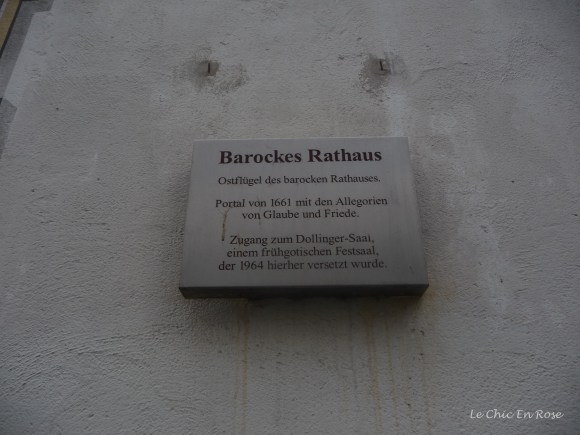 Barockes Rathaus
Ostflügel des barocken Rathauses.
Portal von 1661 mit den Allegorien
von Glaube und Friede.
Zugang zum Dollinger-Saal,
einem frühgotischen Festsaal,
der 1964 hierher versetzt wurde.
Le Chic En Rose